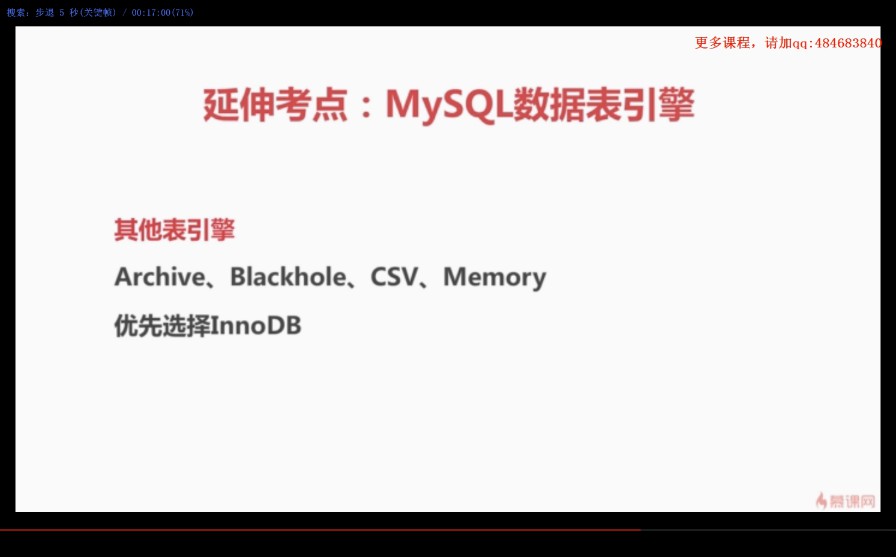 搜索: 步退 5 秒(关键帧) / 00:17:00(71%)
更多课程，请加qq:484683840
延伸考点：MySQL数据表引擎
其他表引擎
Archive、Blackhole、CSV、Memory
优先选择InnoDB
慕课网